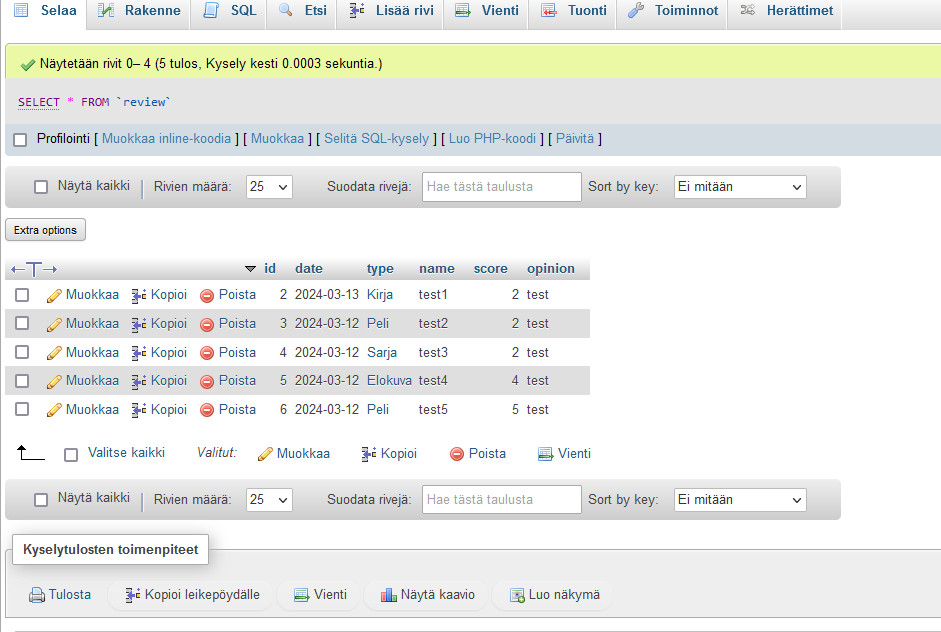 Selaa Rakenne SQL Etsi Lisää rivi Vienti Tuonti Toiminnot Herättimet
Näytetään rivit 0– 4 (5 tulos, Kysely kesti 0.0003 sekuntia.)
SELECT * FROM `review`
Profilointi [ Muokkaa inline-koodia ] [ Muokkaa ] [ Selitä SQL-kysely ] [ Luo PHP-koodi ] [ Päivitä ]
Näytä kaikki Rivien määrä: 25 Suodata rivejä: Hae tästä taulusta Sort by key: Ei mitään
Extra options
id date type name score opinion
Muokkaa Kopioi Poista 2 2024-03-13 Kirja test1 2 test
Muokkaa Kopioi Poista 3 2024-03-12 Peli test2 2 test
Muokkaa Kopioi Poista 4 2024-03-12 Sarja test3 2 test
Muokkaa Kopioi Poista 5 2024-03-12 Elokuva test4 4 test
Muokkaa Kopioi Poista 6 2024-03-12 Peli test5 5 test
Valitse kaikki Valitut: Muokkaa Kopioi Poista Vienti
Näytä kaikki Rivien määrä: 25 Suodata rivejä: Hae tästä taulusta Sort by key: Ei mitään
Kyselytulosten toimenpiteet
Tulosta Kopioi leikepöydälle Vienti Näytä kaavio Luo näkymä